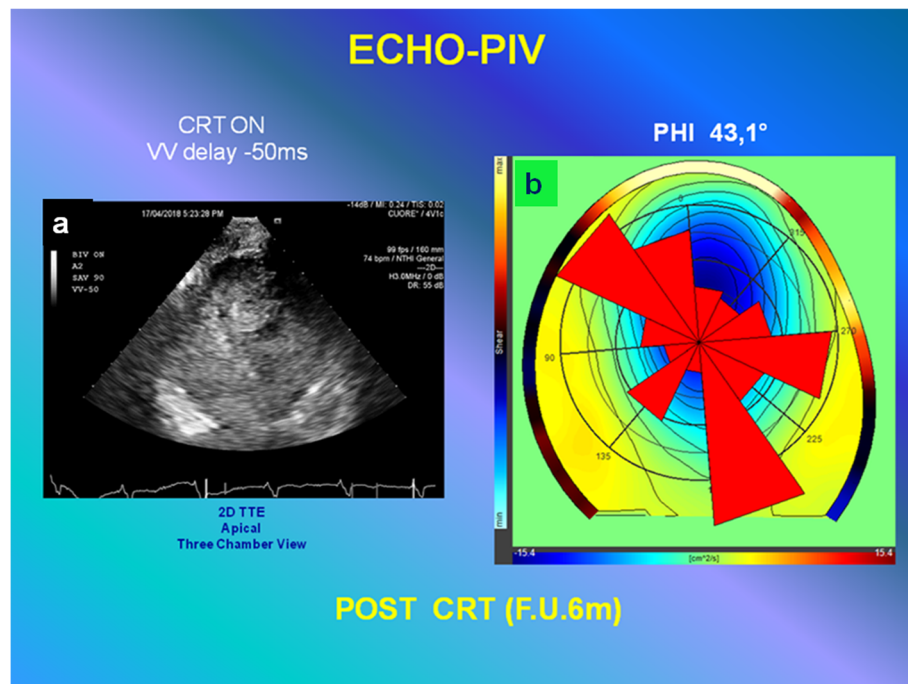 ECHO-PIV
CRT ON
VV delay -50ms
PHI 43,1°
a
17/04/2018 5:23:28 PM
-14dB / MI: 0.24 / TIS: 0.02
CUORE* / 4V1c
BIV ON
A2
SAV 90
VV-50
99 fps / 160 mm
74 bpm / NTHI General
---2D---
H3.0MHz / 0 dB
DR: 55 dB
2D TTE
Apical
Three Chamber View
b
max
Shear
min
0
315
270
225
135
90
-15.4
[cm^2/s]
15.4
POST CRT (F.U.6m)